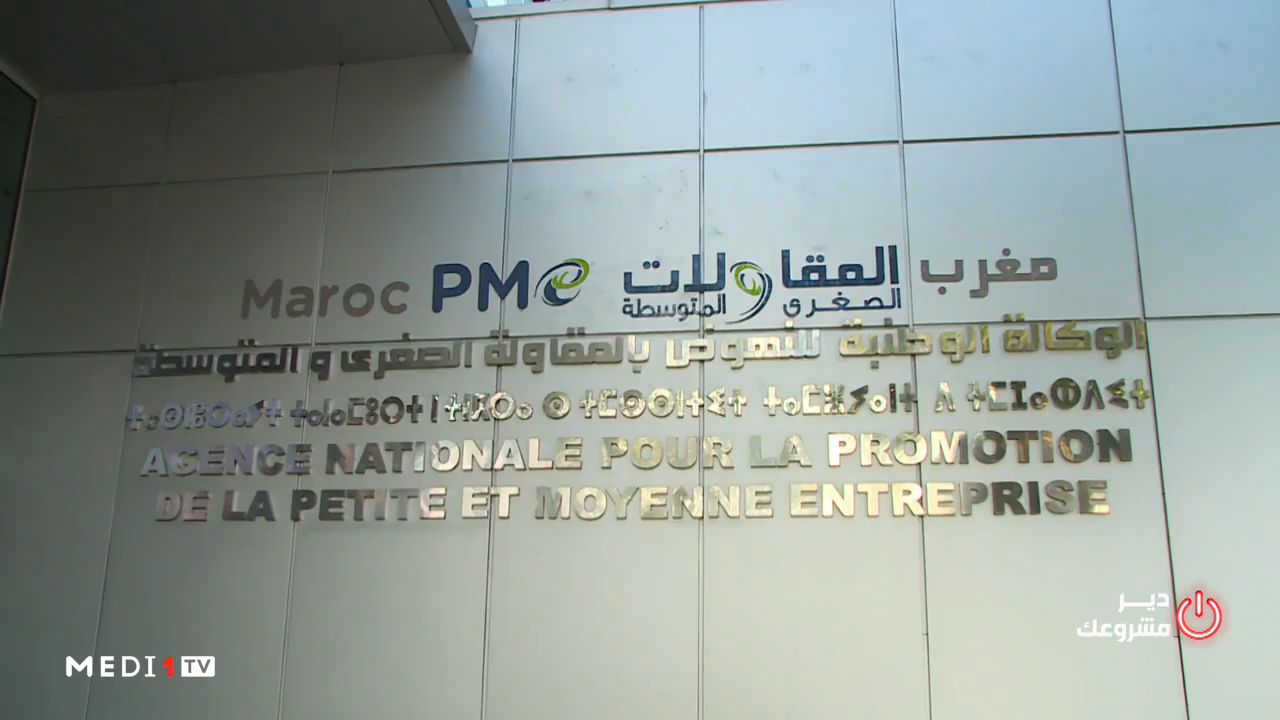 Maroc PMe مغرب المقاولات
الصغرى و المتوسطة
الوكالة الوطنية للنهوض بالمقاولة الصغرى و المتوسطة
AGENCE NATIONALE POUR LA PROMOTION
DE LA PETITE ET MOYENNE ENTREPRISE
دير
مشروعك
MEDI1TV